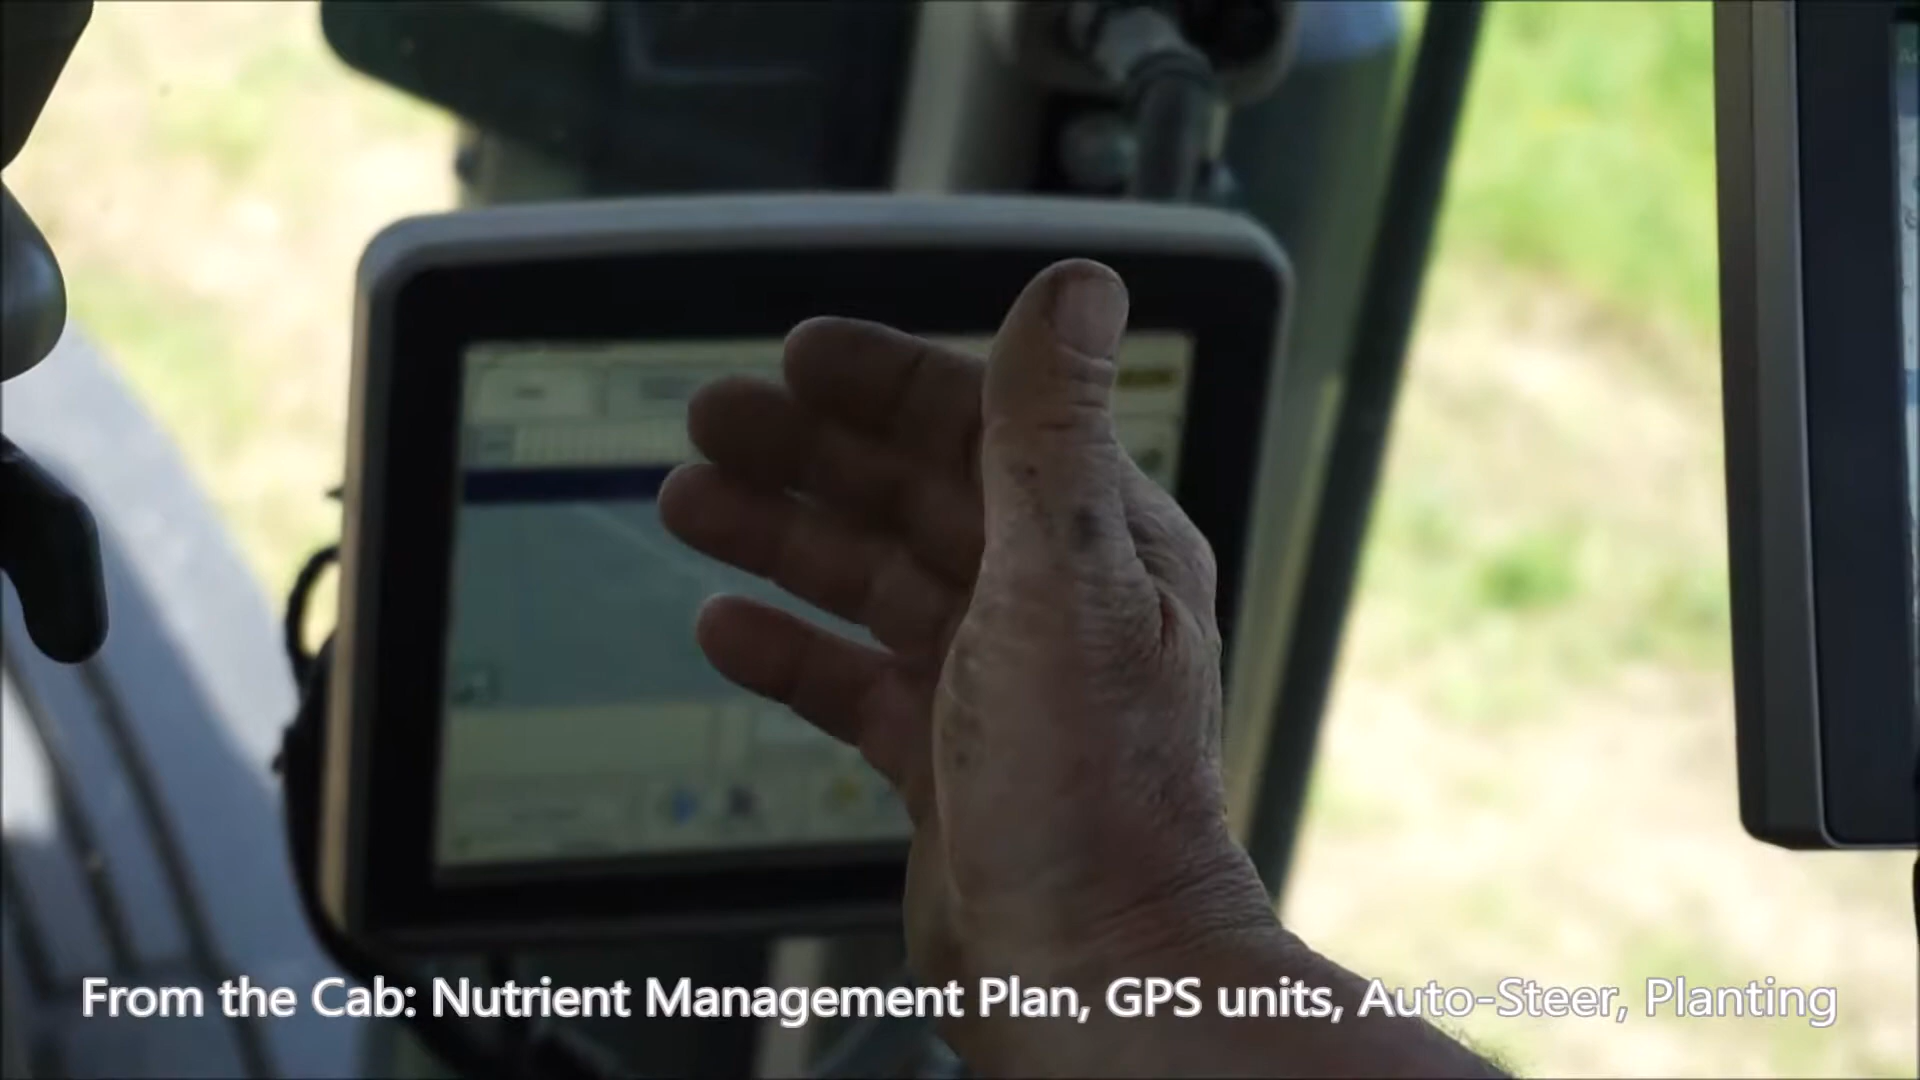 From the Cab: Nutrient Management Plan, GPS units, Auto-Steer, Planting